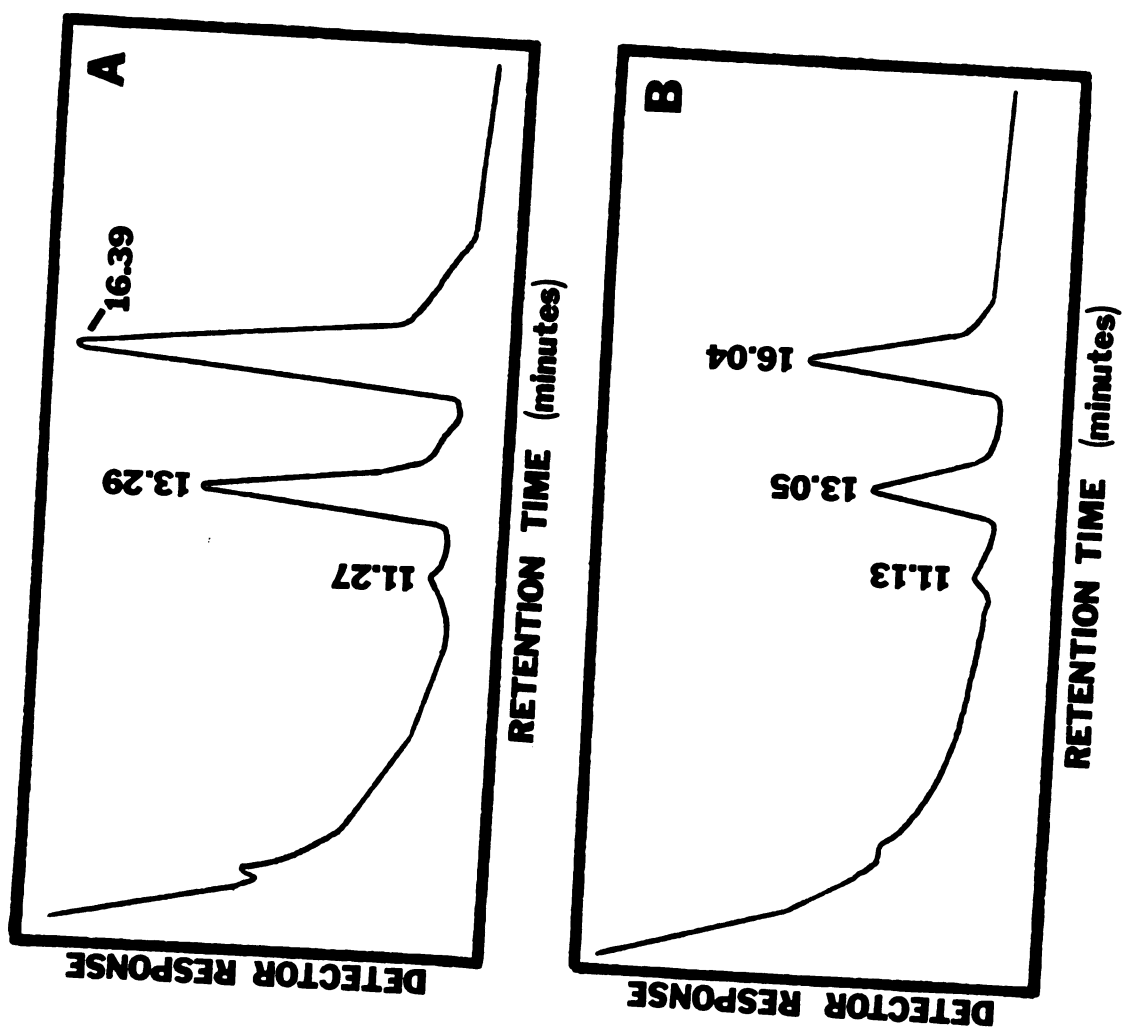 A
16.39
13.29
11.27
RETENTION TIME (minutes)
DETECTOR RESPONSE
B
16.04
13.05
11.13
RETENTION TIME (minutes)
DETECTOR RESPONSE